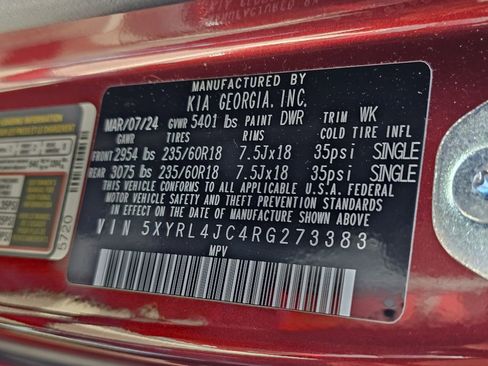 MANUFACTURED BY
KIA GEORGIA, INC.
MAR/07/24 GVWR 5401 lbs PAINT DWR TRIM WK
GAWR TIRES RIMS COLD TIRE INFL
FRONT 2954 lbs 235/60R18 7.5Jx18 35psi SINGLE
REAR 3075 lbs 235/60R18 7.5Jx18 35psi SINGLE
THIS VEHICLE CONFORMS TO ALL APPLICABLE U.S.A. FEDERAL
MOTOR VEHICLE SAFETY AND THEFT PREVENTION STANDARDS
IN EFFECT ON THE DATE OF MANUFACTURE SHOWN ABOVE.
VIN 5XYRL4JC4RG273383
MPV
5720